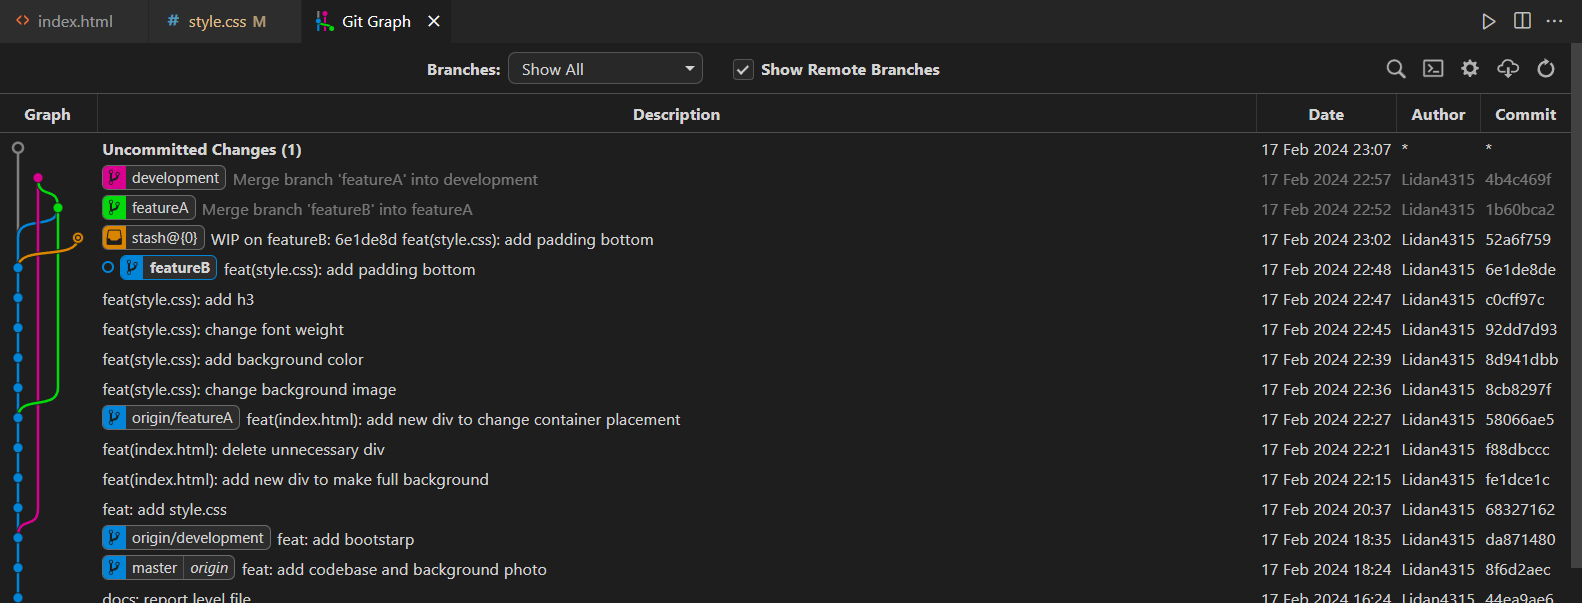 index.html
style.css M
Git Graph
Branches: Show All
Show Remote Branches
Graph Description Date Author Commit
Uncommitted Changes (1) 17 Feb 2024 23:07 * *
development Merge branch 'featureA' into development 17 Feb 2024 22:57 Lidan4315 4b4c469f
featureA Merge branch 'featureB' into featureA 17 Feb 2024 22:52 Lidan4315 1b60bca2
stash@{0} WIP on featureB: 6e1de8d feat(style.css): add padding bottom 17 Feb 2024 23:02 Lidan4315 52a6f759
featureB feat(style.css): add padding bottom 17 Feb 2024 22:48 Lidan4315 6e1de8de
feat(style.css): add h3 17 Feb 2024 22:47 Lidan4315 c0cff97c
feat(style.css): change font weight 17 Feb 2024 22:45 Lidan4315 92dd7d93
feat(style.css): add background color 17 Feb 2024 22:39 Lidan4315 8d941dbb
feat(style.css): change background image 17 Feb 2024 22:36 Lidan4315 8cb8297f
origin/featureA feat(index.html): add new div to change container placement 17 Feb 2024 22:27 Lidan4315 58066ae5
feat(index.html): delete unnecessary div 17 Feb 2024 22:21 Lidan4315 f88dbccc
feat(index.html): add new div to make full background 17 Feb 2024 22:15 Lidan4315 fe1dce1c
feat: add style.css 17 Feb 2024 20:37 Lidan4315 68327162
origin/development feat: add bootstarp 17 Feb 2024 18:35 Lidan4315 da871480
master origin feat: add codebase and background photo 17 Feb 2024 18:24 Lidan4315 8f6d2aec
docs: report level file 17 Feb 2024 16:24 Lidan4315 44ea9ae6